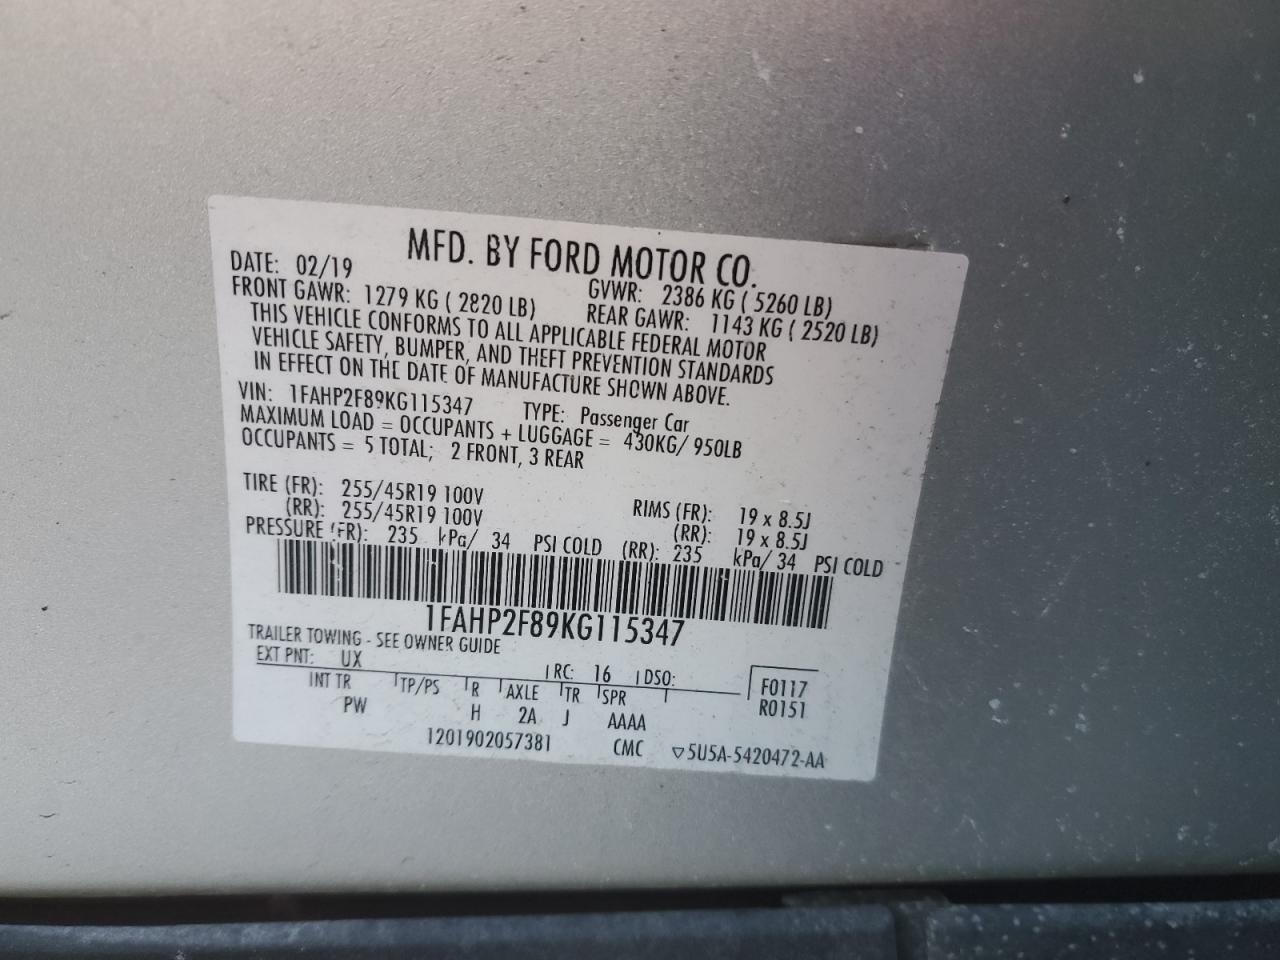 MFD. BY FORD MOTOR CO.
DATE: 02/19 GVWR: 2386 KG ( 5260 LB)
FRONT GAWR: 1279 KG ( 2820 LB) REAR GAWR: 1143 KG ( 2520 LB)
THIS VEHICLE CONFORMS TO ALL APPLICABLE FEDERAL MOTOR
VEHICLE SAFETY, BUMPER, AND THEFT PREVENTION STANDARDS
IN EFFECT ON THE DATE OF MANUFACTURE SHOWN ABOVE.
VIN: 1FAHP2F89KG115347 TYPE: Passenger Car
MAXIMUM LOAD = OCCUPANTS + LUGGAGE = 430KG/ 950LB
OCCUPANTS = 5 TOTAL; 2 FRONT, 3 REAR
TIRE (FR): 255/45R19 100V RIMS (FR): 19 x 8.5J
(RR): 255/45R19 100V (RR): 19 x 8.5J
PRESSURE (FR): 235 kPa/ 34 PSI COLD (RR): 235 kPa/ 34 PSI COLD
1FAHP2F89KG115347
TRAILER TOWING - SEE OWNER GUIDE
EXT PNT: UX RC: 16 DSO: F0117
INT TR TP/PS R AXLE TR SPR R0151
PW H 2A J AAAA
1201902057381 CMC ▽5U5A-5420472-AA